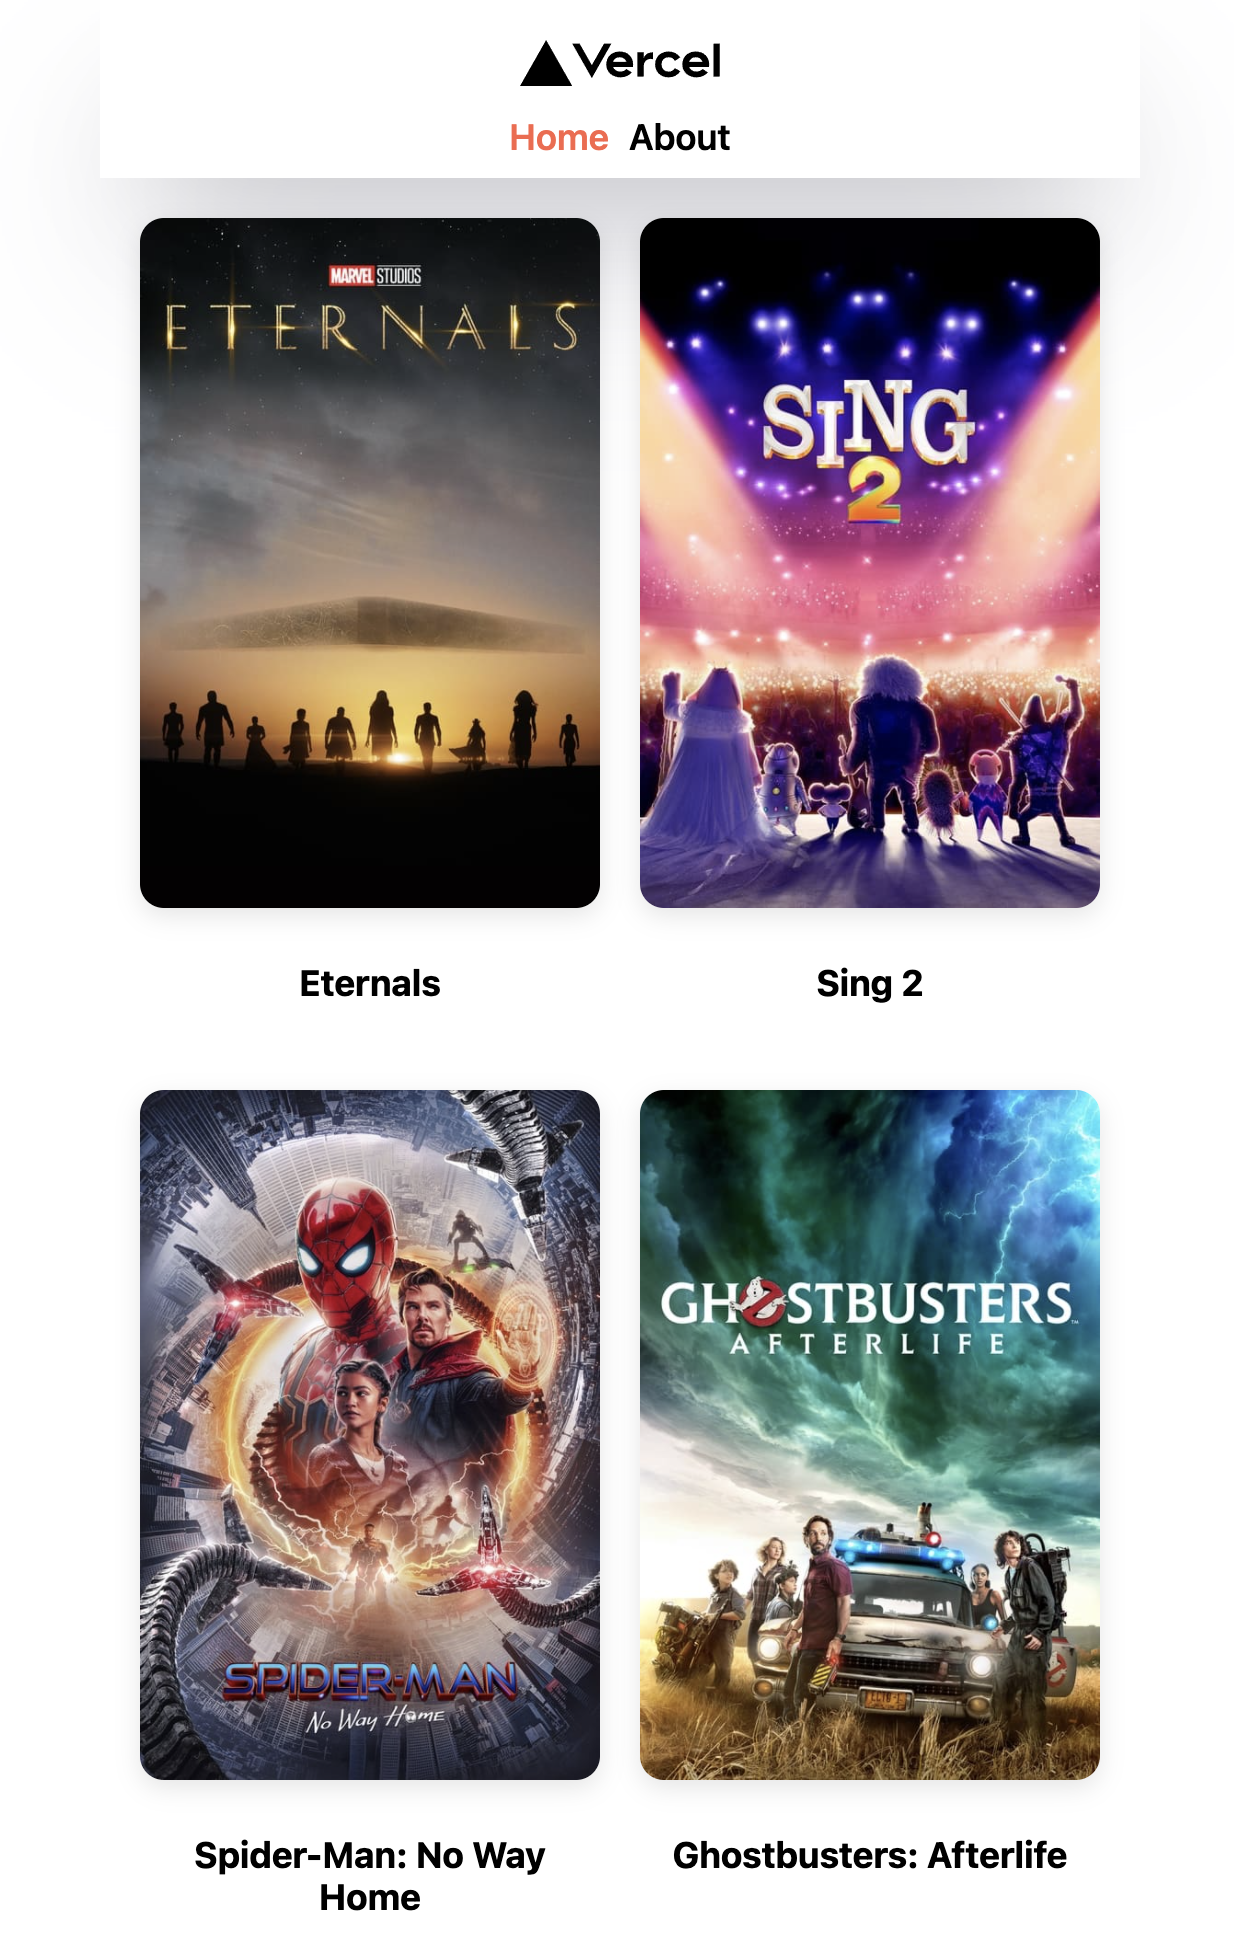 Vercel
Home About
MARVEL STUDIOS
ETERNALS
SING
2
Eternals
Sing 2
SPIDER-MAN
No Way Home
GHOSTBUSTERS
AFTERLIFE
Spider-Man: No Way
Home
Ghostbusters: Afterlife